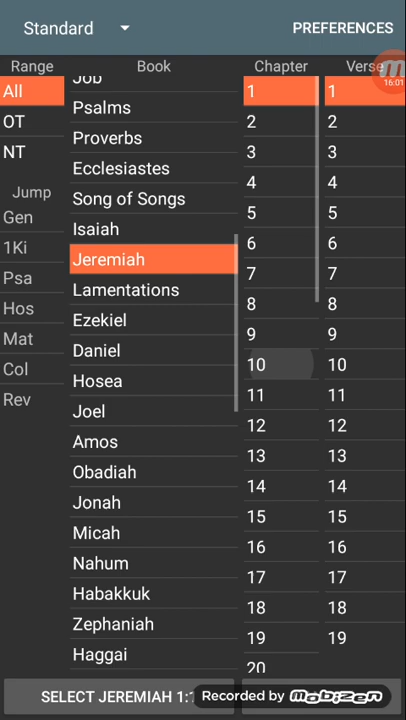 Standard
PREFERENCES
Range
Book
Chapter
Verse
All
OT
NT
Jump
Gen
1Ki
Psa
Hos
Mat
Col
Rev
Job
Psalms
Proverbs
Ecclesiastes
Song of Songs
Isaiah
Jeremiah
Lamentations
Ezekiel
Daniel
Hosea
Joel
Amos
Obadiah
Jonah
Micah
Nahum
Habakkuk
Zephaniah
Haggai
1
2
3
4
5
6
7
8
9
10
11
12
13
14
15
16
17
18
19
20
1
2
3
4
5
6
7
8
9
10
11
12
13
14
15
16
17
18
19
16:01
SELECT JEREMIAH 1:1
Recorded by Mobizen